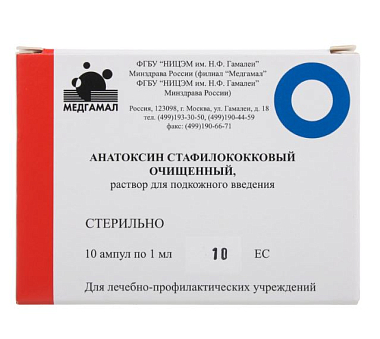 ФГБУ "НИЦЭМ им. Н.Ф. Гамалеи"
Минздрава России (филиал "Медгамал"
ФГБУ "НИЦЭМ им. Н.Ф. Гамалеи"
Минздрава России)
МЕДГАМАЛ
Россия, 123098, г. Москва, ул. Гамалеи, д. 18
тел.: (499)193-30-50, (499)190-44-59
факс: (499)190-66-71
АНАТОКСИН СТАФИЛОКОККОВЫЙ
ОЧИЩЕННЫЙ,
раствор для подкожного введения
СТЕРИЛЬНО
10 ампул по 1 мл 10 ЕС
Для лечебно-профилактических учреждений